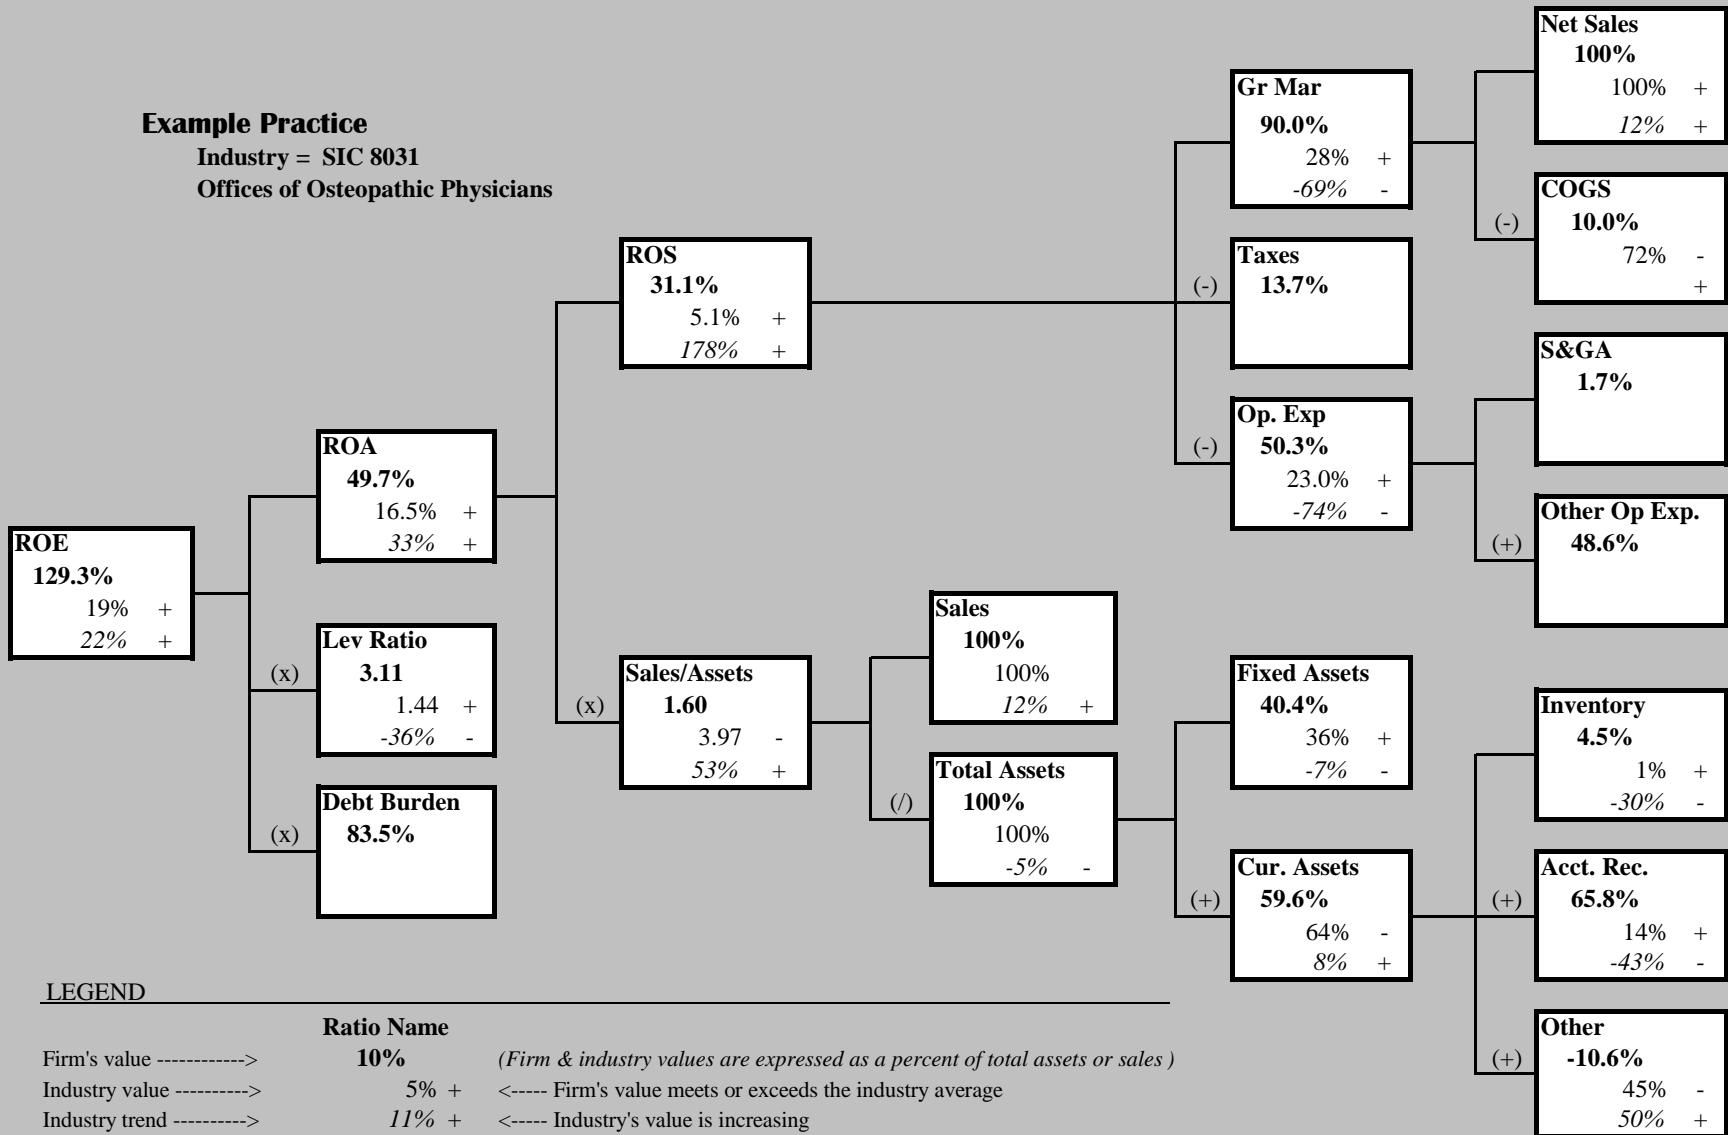 Example Practice
Industry = SIC 8031
Offices of Osteopathic Physicians
ROE
129.3%
19% +
22% +
ROA
49.7%
16.5% +
33% +
(x)
Lev Ratio
3.11
1.44 +
-36% -
(x)
Debt Burden
83.5%
ROS
31.1%
5.1% +
178% +
(x)
Sales/Assets
1.60
3.97 -
53% +
Sales
100%
100%
12% +
(/)
Total Assets
100%
100%
-5% -
Gr Mar
90.0%
28% +
-69% -
(-)
Taxes
13.7%
(-)
Op. Exp
50.3%
23.0% +
-74% -
Fixed Assets
40.4%
36% +
-7% -
(+)
Cur. Assets
59.6%
64% -
8% +
Net Sales
100%
100% +
12% +
(-)
COGS
10.0%
72% -
+
S&GA
1.7%
(+)
Other Op Exp.
48.6%
Inventory
4.5%
1% +
-30% -
(+)
Acct. Rec.
65.8%
14% +
-43% -
(+)
Other
-10.6%
45% -
50% +
LEGEND
Ratio Name
Firm's value ------------> 10% (Firm & industry values are expressed as a percent of total assets or sales )
Industry value ----------> 5% + <----- Firm's value meets or exceeds the industry average
Industry trend ----------> 11% + <----- Industry's value is increasing